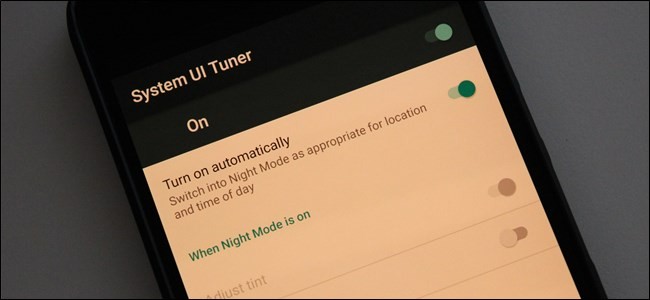 System UI Tuner
On
Turn on automatically
Switch into Night Mode as appropriate for location
and time of day
When Night Mode is on
Adjust tint